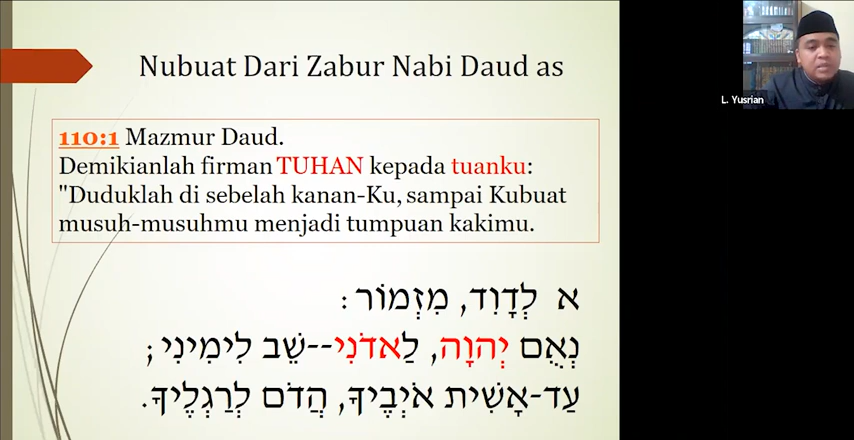 Nubuat Dari Zabur Nabi Daud as
110:1 Mazmur Daud.
Demikianlah firman TUHAN kepada tuanku:
"Duduklah di sebelah kanan-Ku, sampai Kubuat
musuh-musuhmu menjadi tumpuan kakimu.
א לְדָוִד, מִזְמוֹר:
נְאֻם יְהוָה, לַאדֹנִי--שֵׁב לִימִינִי;
עַד-אָשִׁית אֹיְבֶיךָ, הֲדֹם לְרַגְלֶיךָ.
L. Yusrian